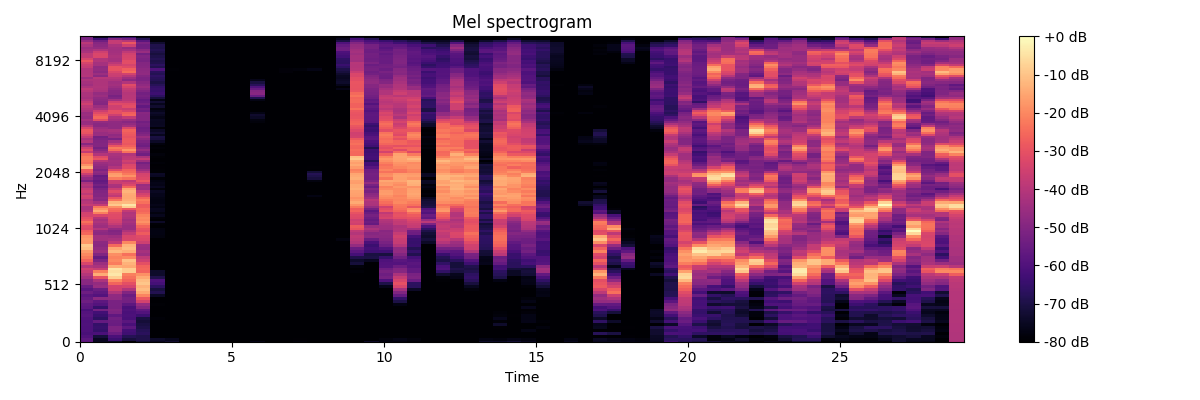 Mel spectrogram
8192
4096
2048
1024
512
0
Hz
0 5 10 15 20 25
Time
+0 dB
-10 dB
-20 dB
-30 dB
-40 dB
-50 dB
-60 dB
-70 dB
-80 dB